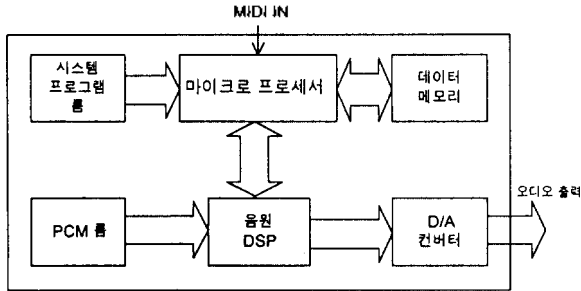 MIDI IN
시스템
프로그램
롬
마이크로 프로세서
데이터
메모리
PCM 롬
음원
DSP
D/A
컨버터
오디오 출력